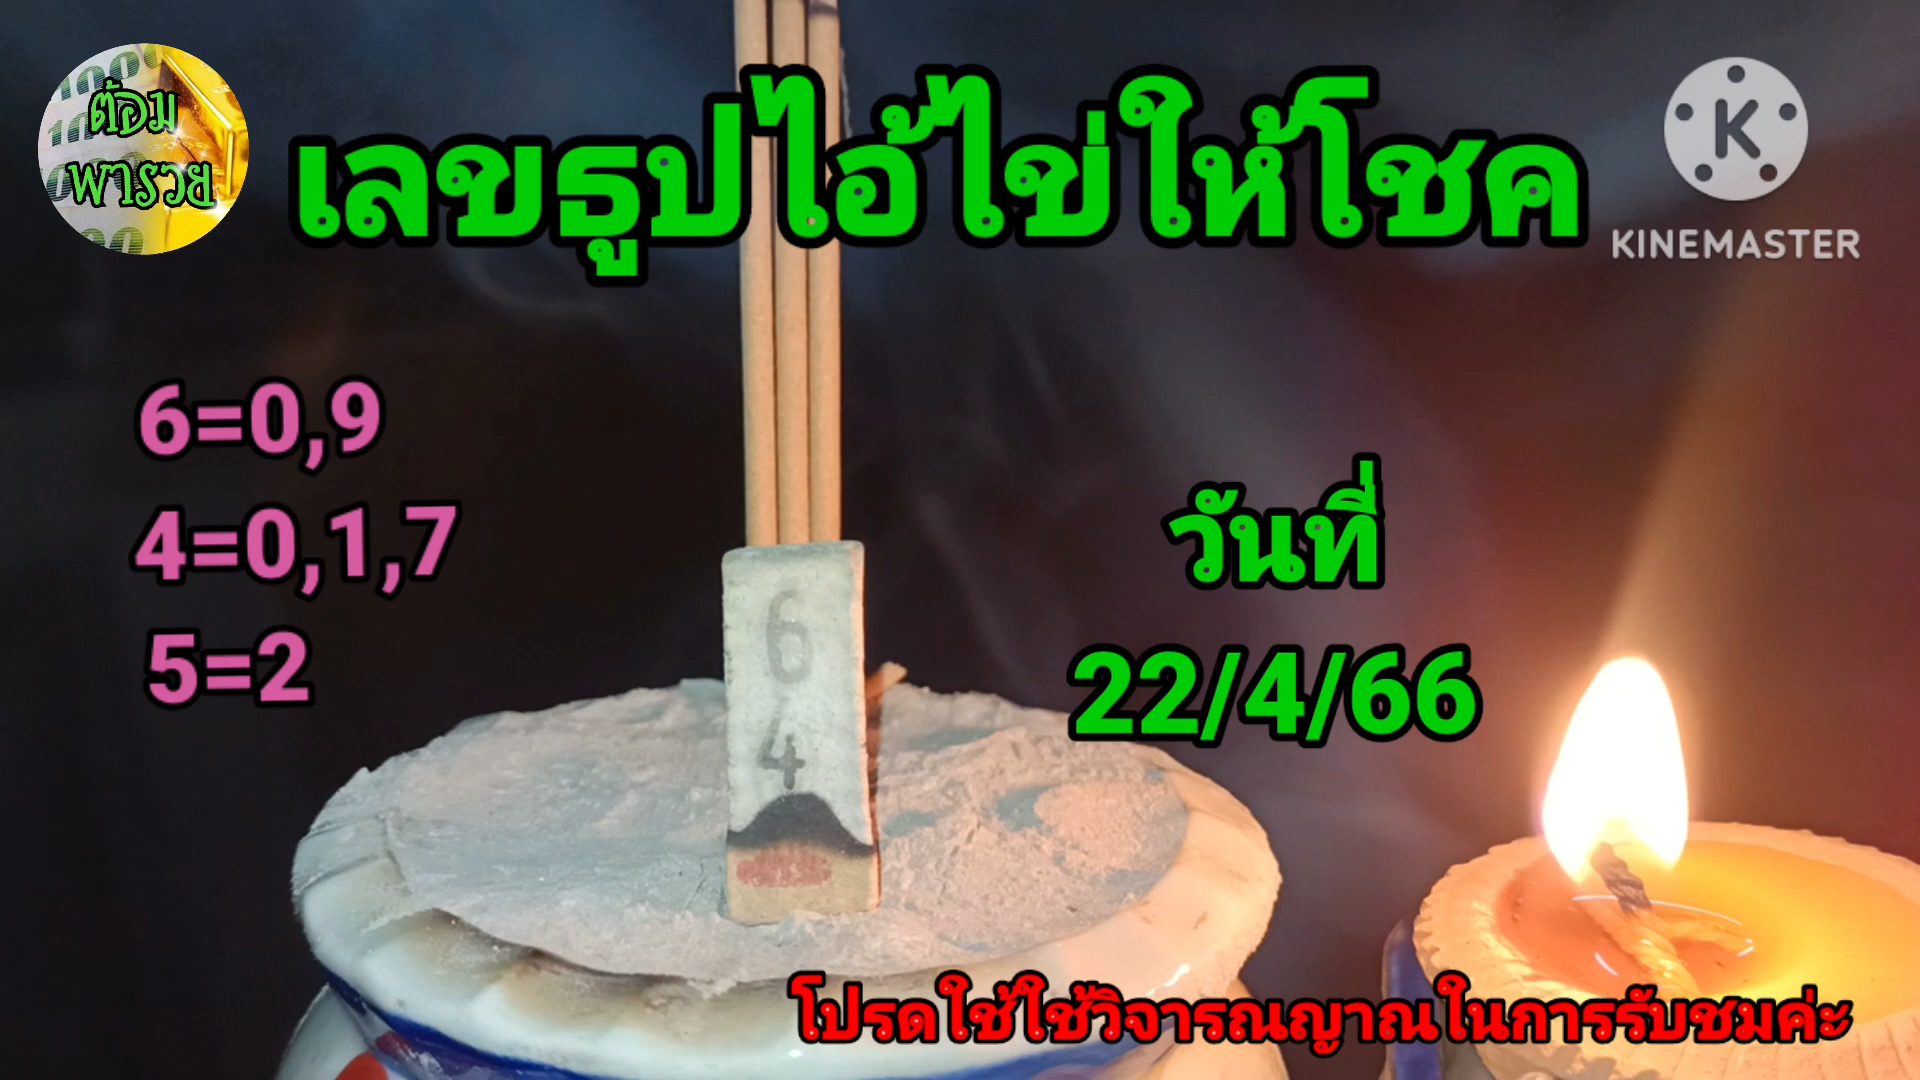 ต้อม
พารวย
เลขธูปไอ้ไข่ให้โชค
K
KINEMASTER
6=0,9
4=0,1,7
5=2
6
4
วันที่
22/4/66
โปรดใช้ใช้วิจารณญาณในการรับชมค่ะ